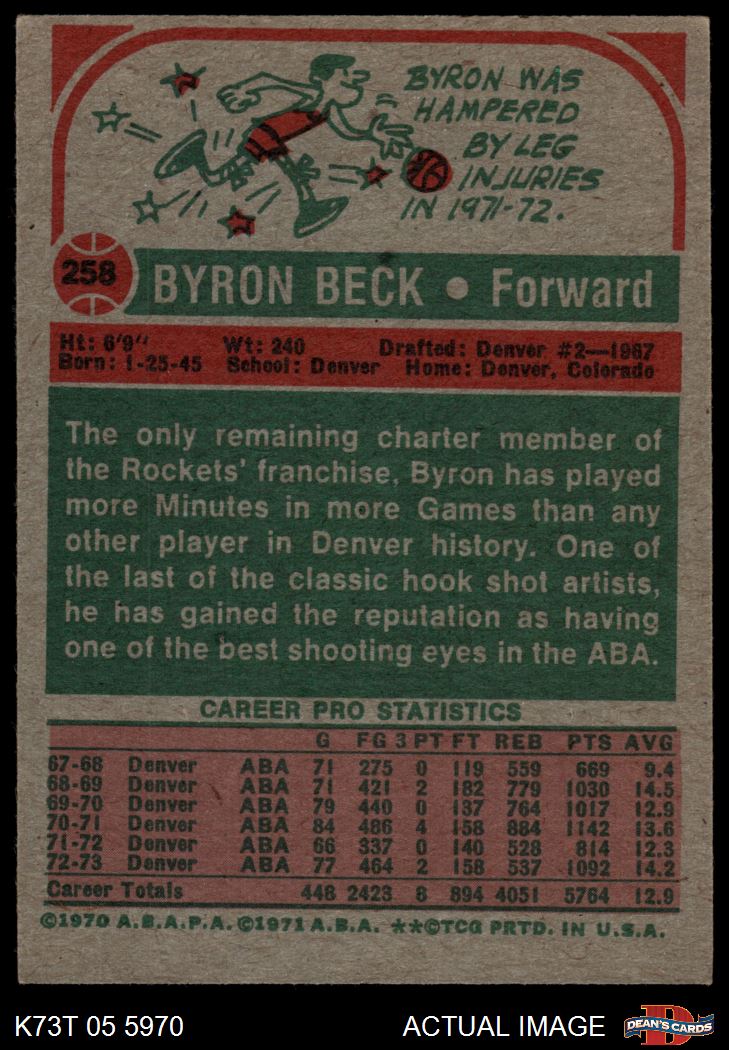 BYRON WAS
HAMPERED
BY LEG
INJURIES
IN 1971-72.
258
BYRON BECK • Forward
Ht: 6'9" Wt: 240 Drafted: Denver #2—1967
Born: 1-25-45 School: Denver Home: Denver, Colorado
The only remaining charter member of
the Rockets' franchise, Byron has played
more Minutes in more Games than any
other player in Denver history. One of
the last of the classic hook shot artists,
he has gained the reputation as having
one of the best shooting eyes in the ABA.
CAREER PRO STATISTICS
G FG 3 PT FT REB PTS AVG
67-68 Denver ABA 71 275 0 119 559 669 9.4
68-69 Denver ABA 71 421 2 182 779 1030 14.5
69-70 Denver ABA 79 440 0 137 764 1017 12.9
70-71 Denver ABA 84 486 4 158 884 1142 13.6
71-72 Denver ABA 66 337 0 140 528 814 12.3
72-73 Denver ABA 77 464 2 158 537 1092 14.2
Career Totals 448 2423 8 894 4051 5764 12.9
©1970 A.B.A.P.A. ©1971 A.B.A. **©TCG PRTD. IN U.S.A.
K73T 05 5970 ACTUAL IMAGE DEAN'S CARDS